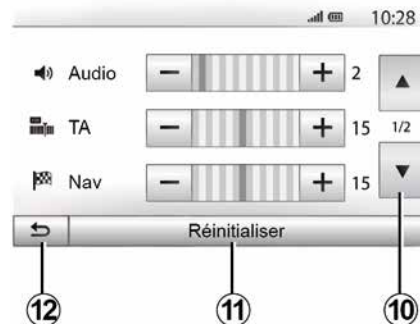 10:28
Audio − + 2
TA − + 15
1/2
Nav − + 15
Réinitialiser
12 11 10